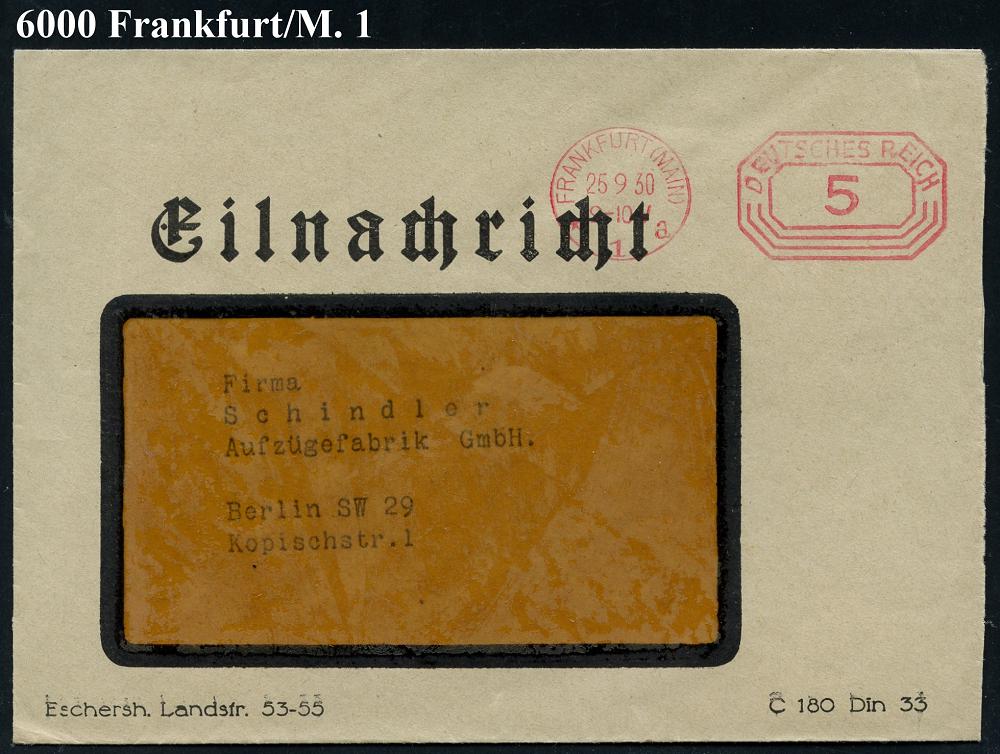 6000 Frankfurt/M. 1
FRANKFURT (MAIN)
25 9 30
1 a
DEUTSCHES REICH
5
Eilnachricht
Firma
Schindler
Aufzügefabrik GmbH.
Berlin SW 29
Kopischstr.1
Eschersh. Landstr. 53-55
C 180 Din 33